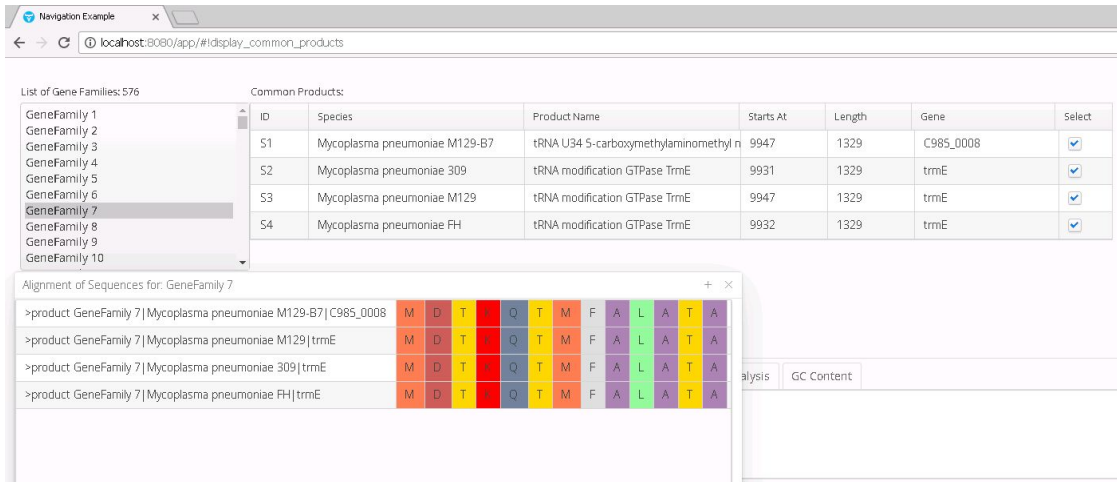 Navigation Example
localhost:8080/app/#!display_common_products
List of Gene Families: 576
GeneFamily 1
GeneFamily 2
GeneFamily 3
GeneFamily 4
GeneFamily 5
GeneFamily 6
GeneFamily 7
GeneFamily 8
GeneFamily 9
GeneFamily 10
Common Products:
ID Species Product Name Starts At Length Gene Select
S1 Mycoplasma pneumoniae M129-B7 tRNA U34 5-carboxymethylaminomethyl n 9947 1329 C985_0008
S2 Mycoplasma pneumoniae 309 tRNA modification GTPase TrmE 9931 1329 trmE
S3 Mycoplasma pneumoniae M129 tRNA modification GTPase TrmE 9947 1329 trmE
S4 Mycoplasma pneumoniae FH tRNA modification GTPase TrmE 9932 1329 trmE
Alignment of Sequences for: GeneFamily 7
>product GeneFamily 7|Mycoplasma pneumoniae M129-B7|C985_0008 M D T Q T M F A L A T A
>product GeneFamily 7|Mycoplasma pneumoniae M129|trmE M D T Q T M F A L A T A
>product GeneFamily 7|Mycoplasma pneumoniae 309|trmE M D T Q T M F A L A T A
>product GeneFamily 7|Mycoplasma pneumoniae FH|trmE M D T Q T M F A L A T A
alysis GC Content